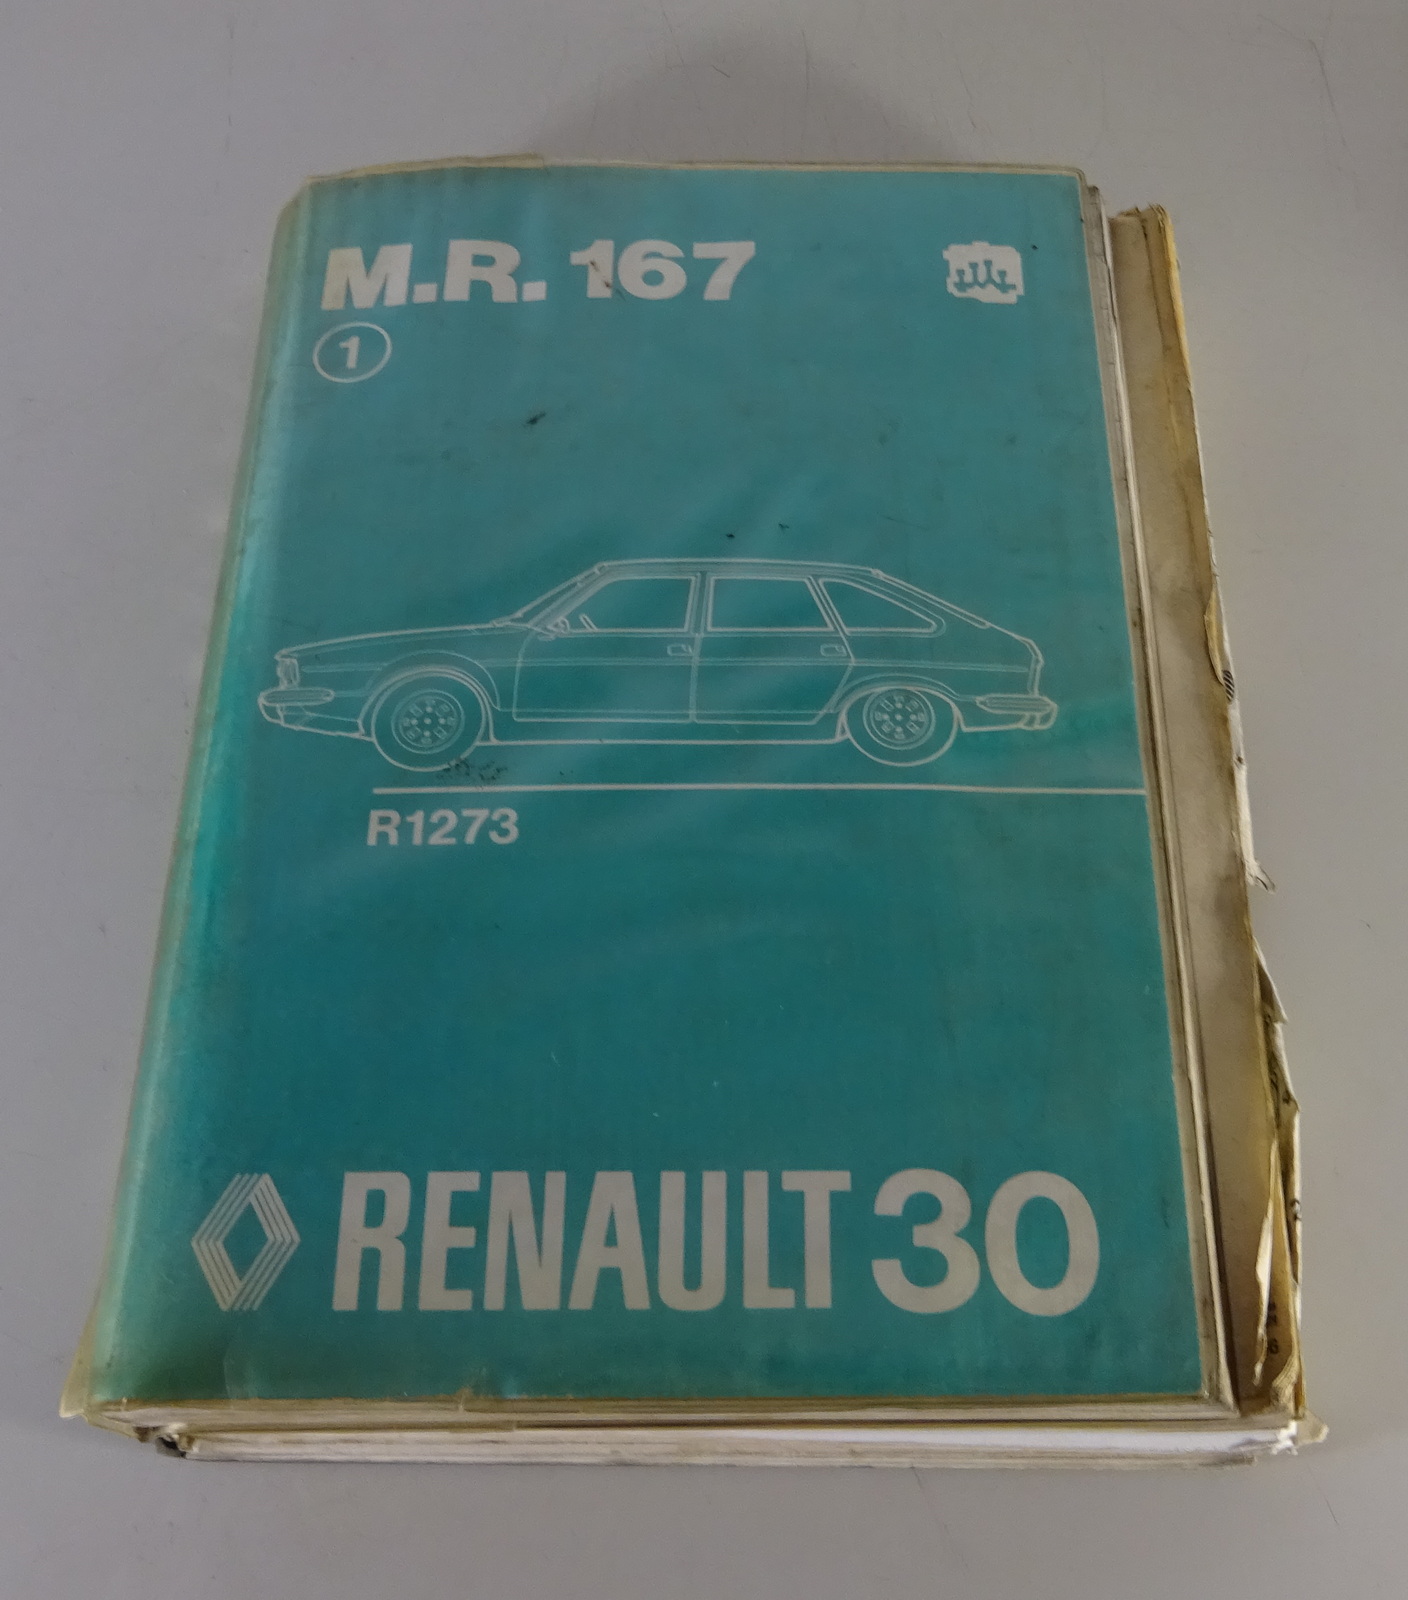 M.R. 167
1
R1273
RENAULT 30